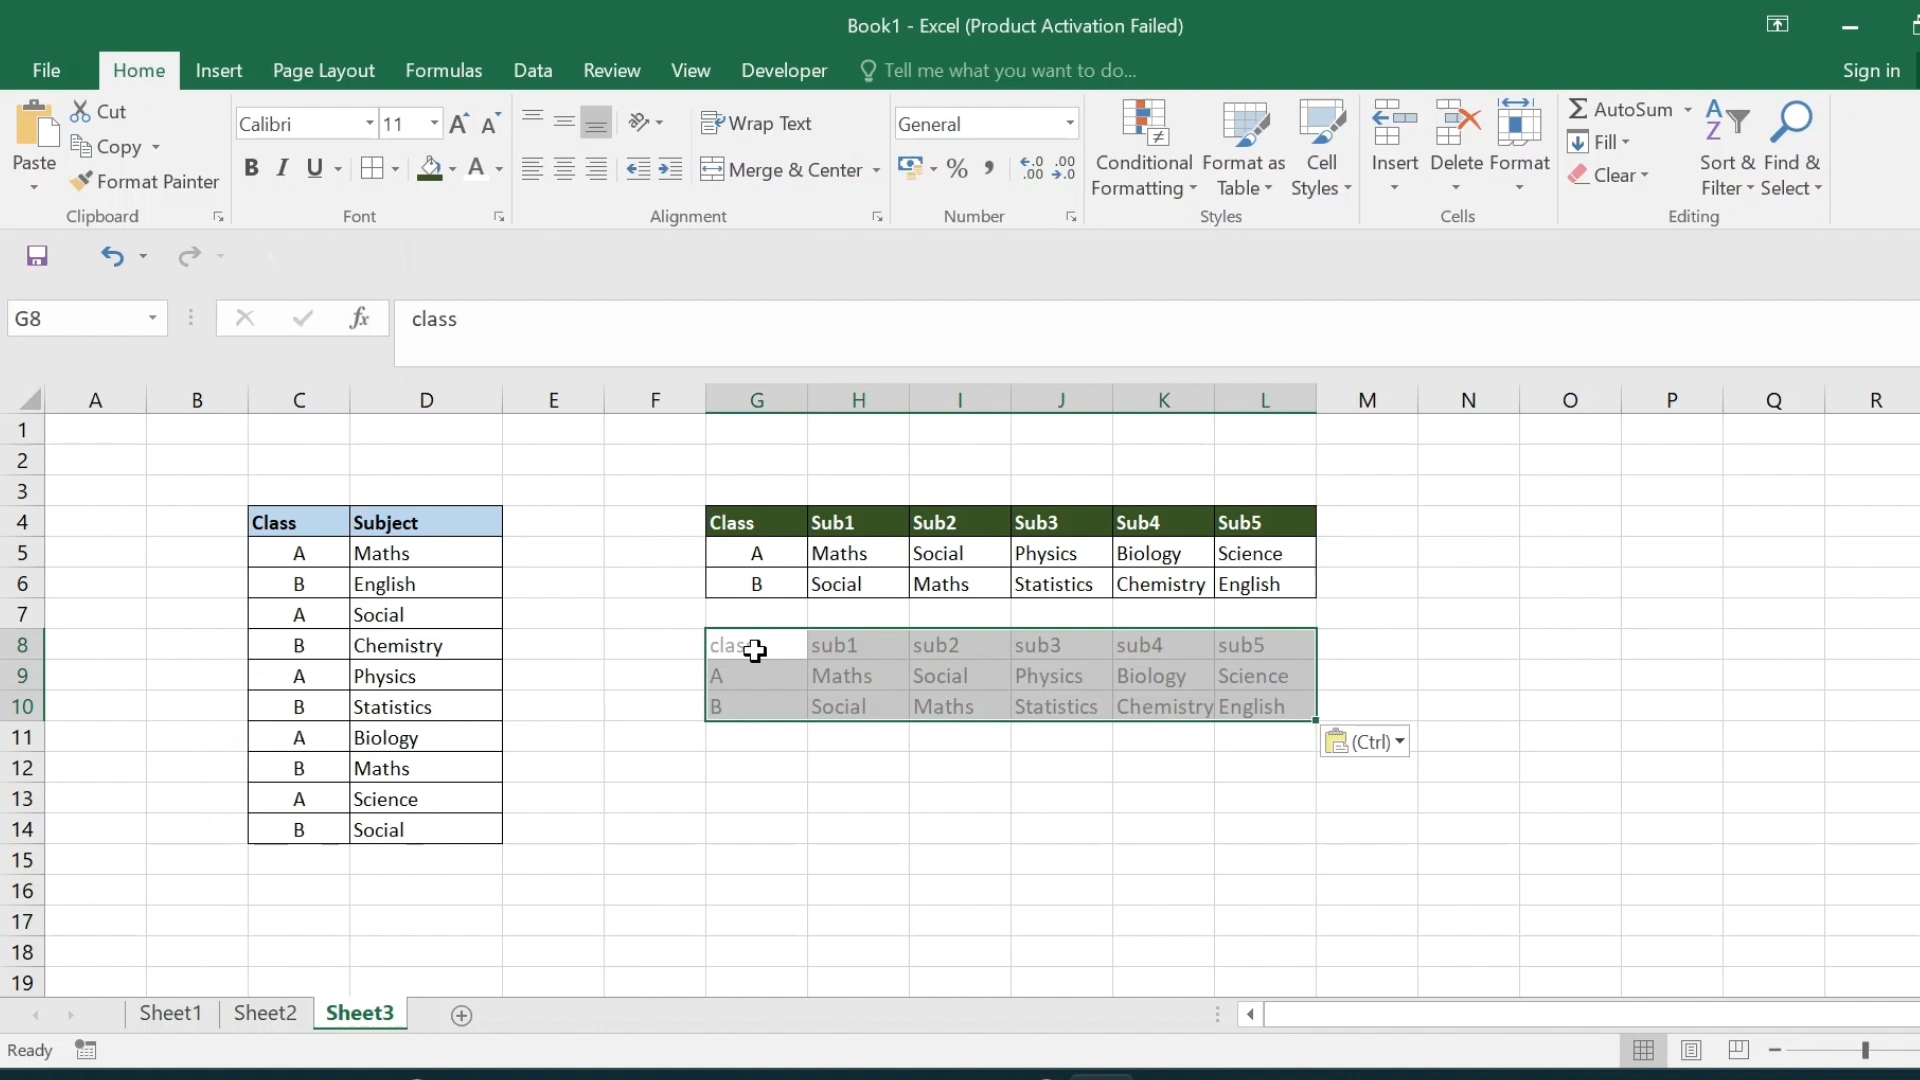 Book1 - Excel (Product Activation Failed)
File Home Insert Page Layout Formulas Data Review View Developer Tell me what you want to do... Sign in
Paste
Cut
Copy
Format Painter
Clipboard
Calibri 11
B I U A
Font
Wrap Text
Merge & Center
Alignment
General
% , .00 .0 .00
Number
Conditional Formatting
Format as Table
Cell Styles
Styles
Insert Delete Format
Cells
AutoSum
Fill
Clear
Sort & Filter
Find & Select
Editing
G8 fx class
A B C D E F G H I J K L M N O P Q R
1
2
3
4 Class Subject Class Sub1 Sub2 Sub3 Sub4 Sub5
5 A Maths A Maths Social Physics Biology Science
6 B English B Social Maths Statistics Chemistry English
7 A Social
8 B Chemistry clas sub1 sub2 sub3 sub4 sub5
9 A Physics A Maths Social Physics Biology Science
10 B Statistics B Social Maths Statistics Chemistry English
11 A Biology (Ctrl)
12 B Maths
13 A Science
14 B Social
15
16
17
18
19
Sheet1 Sheet2 Sheet3
Ready